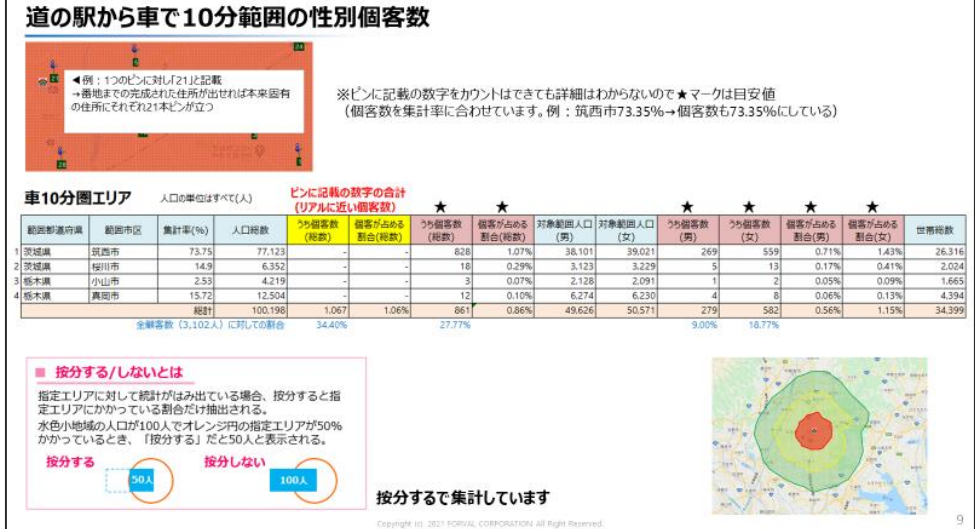 道の駅から車で10分範囲の性別個客数
◀例：1つのピンに対し「21」と記載
→番地までの完成された住所が出せれば本来固有
の住所にそれぞれ21本ピンが立つ
※ピンに記載の数字をカウントはできても詳細はわからないので★マークは目安値
（個客数を集計率に合わせています。例：筑西市73.35%→個客数も73.35%にしている）
車10分圏エリア 人口の単位はすべて(人)
ピンに記載の数字の合計
(リアルに近い個客数) ★ ★ ★ ★ ★ ★
範囲都道府県 範囲市区 集計率(%) 人口総数 うち個客数(総数) 個客が占める割合(総数) うち個客数(総数) 個客が占める割合(総数) 対象範囲人口(男) 対象範囲人口(女) うち個客数(男) うち個客数(女) 個客が占める割合(男) 個客が占める割合(女) 世帯総数
1 茨城県 筑西市 73.75 77,123 - - 828 1.07% 38,101 39,021 269 559 0.71% 1.43% 26,316
2 茨城県 桜川市 14.9 6,352 - - 18 0.29% 3,123 3,229 5 13 0.17% 0.41% 2,024
3 栃木県 小山市 2.53 4,219 - - 3 0.07% 2,128 2,091 1 2 0.05% 0.09% 1,665
4 栃木県 真岡市 15.72 12,504 - - 12 0.10% 6,274 6,230 4 8 0.06% 0.13% 4,394
総計 100,198 1,067 1.06% 861 0.86% 49,626 50,571 279 582 0.56% 1.15% 34,399
全顧客数（3,102人）に対しての割合 34.40% 27.77% 9.00% 18.77%
■ 按分する/しないとは
指定エリアに対して統計がはみ出ている場合、按分すると指
定エリアにかかっている割合だけ抽出される。
水色小地域の人口が100人でオレンジ円の指定エリアが50%
かかっているとき、「按分する」だと50人と表示される。
按分する 按分しない
50人 100人
按分するで集計しています
Copyright (c) 2021 FORVAL CORPORATION All Right Reserved.
9